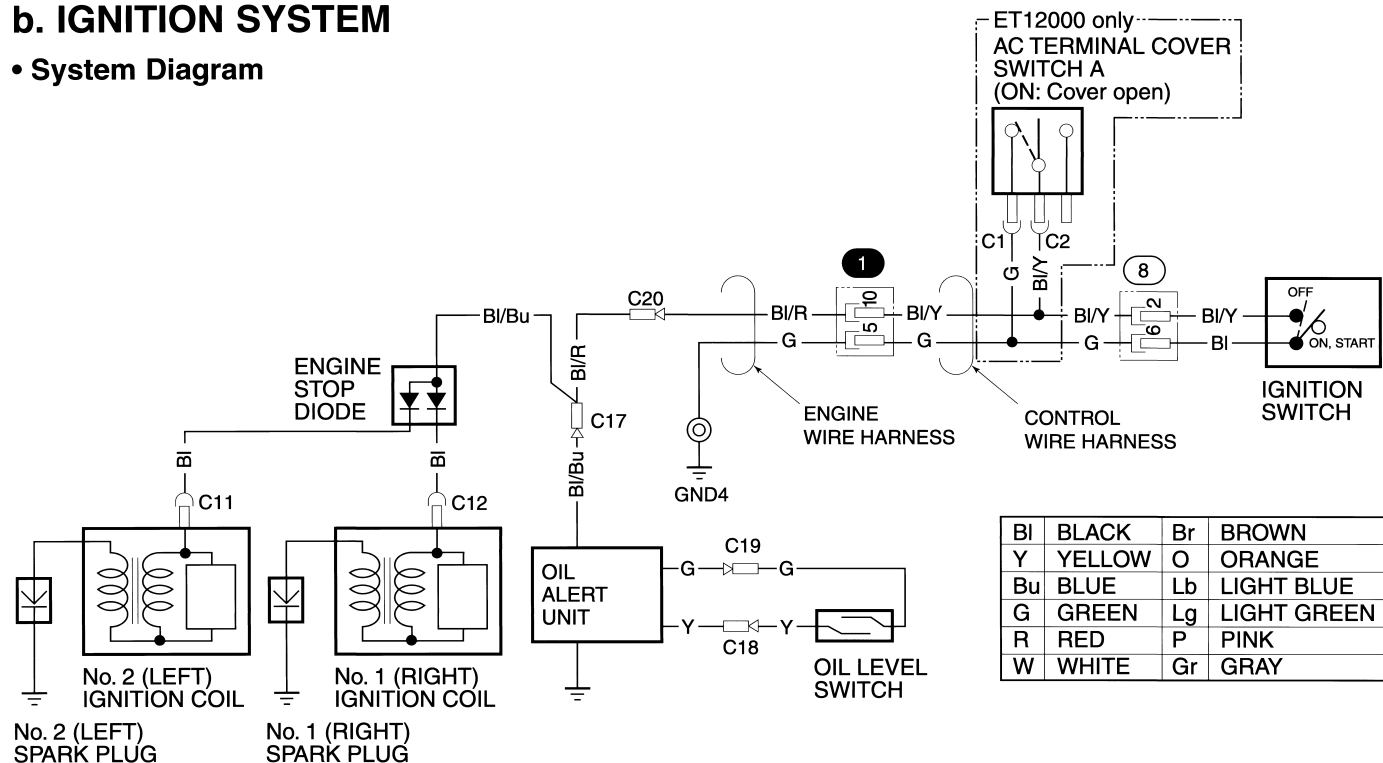 b. IGNITION SYSTEM
• System Diagram
ET12000 only
AC TERMINAL COVER
SWITCH A
(ON: Cover open)
C1
C2
G
Bl/Y
1
8
C20
Bl/Bu
Bl/R
10
Bl/Y
Bl/Y
2
Bl/Y
OFF
G
5
G
G
6
Bl
ON, START
Bl/R
ENGINE
STOP
DIODE
IGNITION
SWITCH
C17
ENGINE
WIRE HARNESS
CONTROL
WIRE HARNESS
Bl
Bl
Bl/Bu
GND4
C11
C12
OIL
ALERT
UNIT
G
C19
G
Y
C18
Y
OIL LEVEL
SWITCH
No. 2 (LEFT)
IGNITION COIL
No. 1 (RIGHT)
IGNITION COIL
No. 2 (LEFT)
SPARK PLUG
No. 1 (RIGHT)
SPARK PLUG
Bl BLACK Br BROWN
Y YELLOW O ORANGE
Bu BLUE Lb LIGHT BLUE
G GREEN Lg LIGHT GREEN
R RED P PINK
W WHITE Gr GRAY